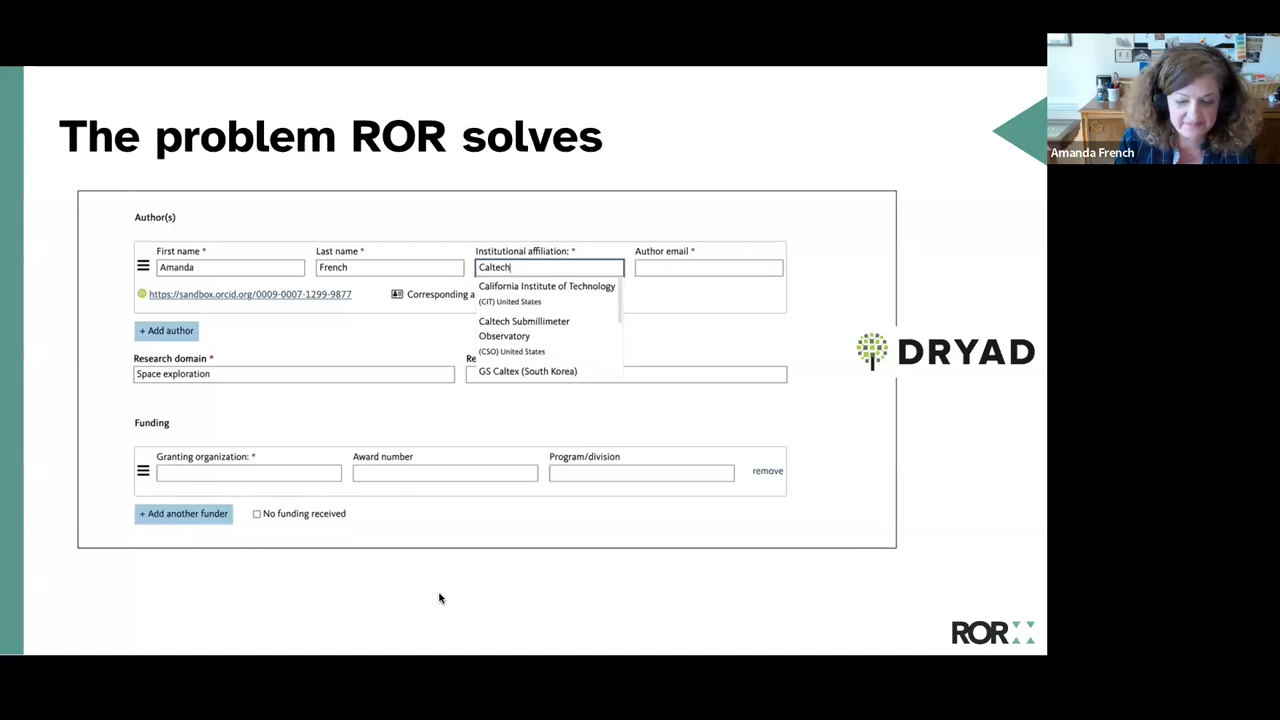 The problem ROR solves
Amanda French
Author(s)
First name *
Last name *
Institutional affiliation: *
Author email *
Amanda
French
Caltech
https://sandbox.orcid.org/0009-0007-1299-9877
Corresponding a
California Institute of Technology
(CIT) United States
Caltech Submillimeter
Observatory
(CSO) United States
GS Caltex (South Korea)
+ Add author
Research domain *
Re
Space exploration
DRYAD
Funding
Granting organization: *
Award number
Program/division
remove
+ Add another funder
No funding received
ROR